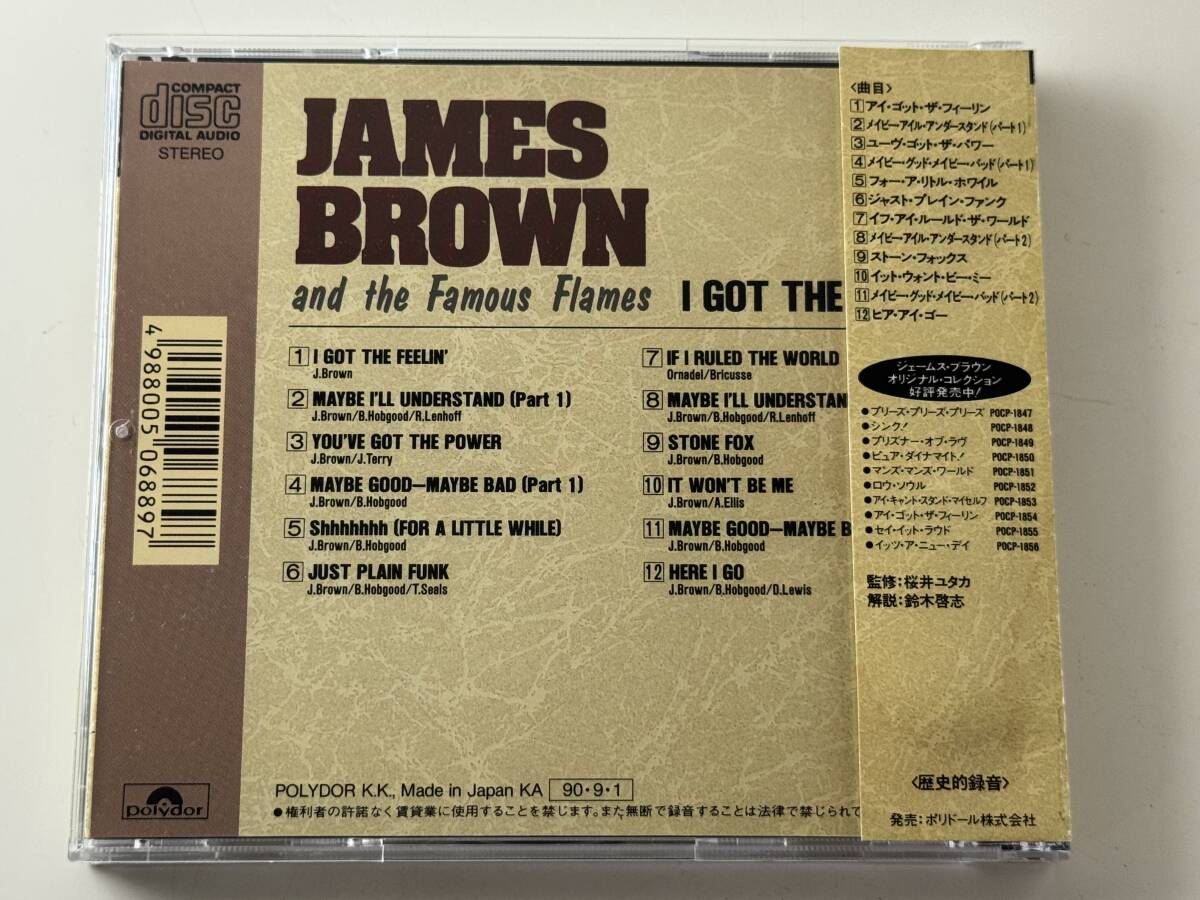 COMPACT
disc
DIGITAL AUDIO
STEREO
4 988005 068897
polydor
JAMES
BROWN
and the Famous Flames I GOT THE
1 I GOT THE FEELIN'
J.Brown
2 MAYBE I'LL UNDERSTAND (Part 1)
J.Brown/B.Hobgood/R.Lenhoff
3 YOU'VE GOT THE POWER
J.Brown/J.Terry
4 MAYBE GOOD—MAYBE BAD (Part 1)
J.Brown/B.Hobgood
5 Shhhhhhh (FOR A LITTLE WHILE)
J.Brown/B.Hobgood
6 JUST PLAIN FUNK
J.Brown/B.Hobgood/T.Seals
7 IF I RULED THE WORLD
Ornadel/Bricusse
8 MAYBE I'LL UNDERSTAN
J.Brown/B.Hobgood/R.Lenhoff
9 STONE FOX
J.Brown/B.Hobgood
10 IT WON'T BE ME
J.Brown/A.Ellis
11 MAYBE GOOD—MAYBE B
J.Brown/B.Hobgood
12 HERE I GO
J.Brown/B.Hobgood/D.Lewis
POLYDOR K.K., Made in Japan KA 90・9・1
●権利者の許諾なく賃貸業に使用することを禁じます。また無断で録音することは法律で禁じられて
〈曲目〉
1 アイ・ゴット・ザ・フィーリン
2 メイビー・アイル・アンダースタンド(パート1)
3 ユーヴ・ゴット・ザ・パワー
4 メイビー・グッド・メイビー・バッド(パート1)
5 フォー・ア・リトル・ホワイル
6 ジャスト・プレイン・ファンク
7 イフ・アイ・ルールド・ザ・ワールド
8 メイビー・アイル・アンダースタンド(パート2)
9 ストーン・フォックス
10 イット・ウォント・ビー・ミー
11 メイビー・グッド・メイビー・バッド(パート2)
12 ヒア・アイ・ゴー
ジェームス・ブラウン
オリジナル・コレクション
好評発売中!
●プリーズ・プリーズ・プリーズ POCP-1847
●シンク! POCP-1848
●プリズナー・オブ・ラヴ POCP-1849
●ピュア・ダイナマイト! POCP-1850
●マンズ・マンズ・ワールド POCP-1851
●ロウ・ソウル POCP-1852
●アイ・キャント・スタンド・マイセルフ POCP-1853
●アイ・ゴット・ザ・フィーリン POCP-1854
●セイ・イット・ラウド POCP-1855
●イッツ・ア・ニュー・デイ POCP-1856
監修:桜井ユタカ
解説:鈴木啓志
〈歴史的録音〉
発売:ポリドール株式会社